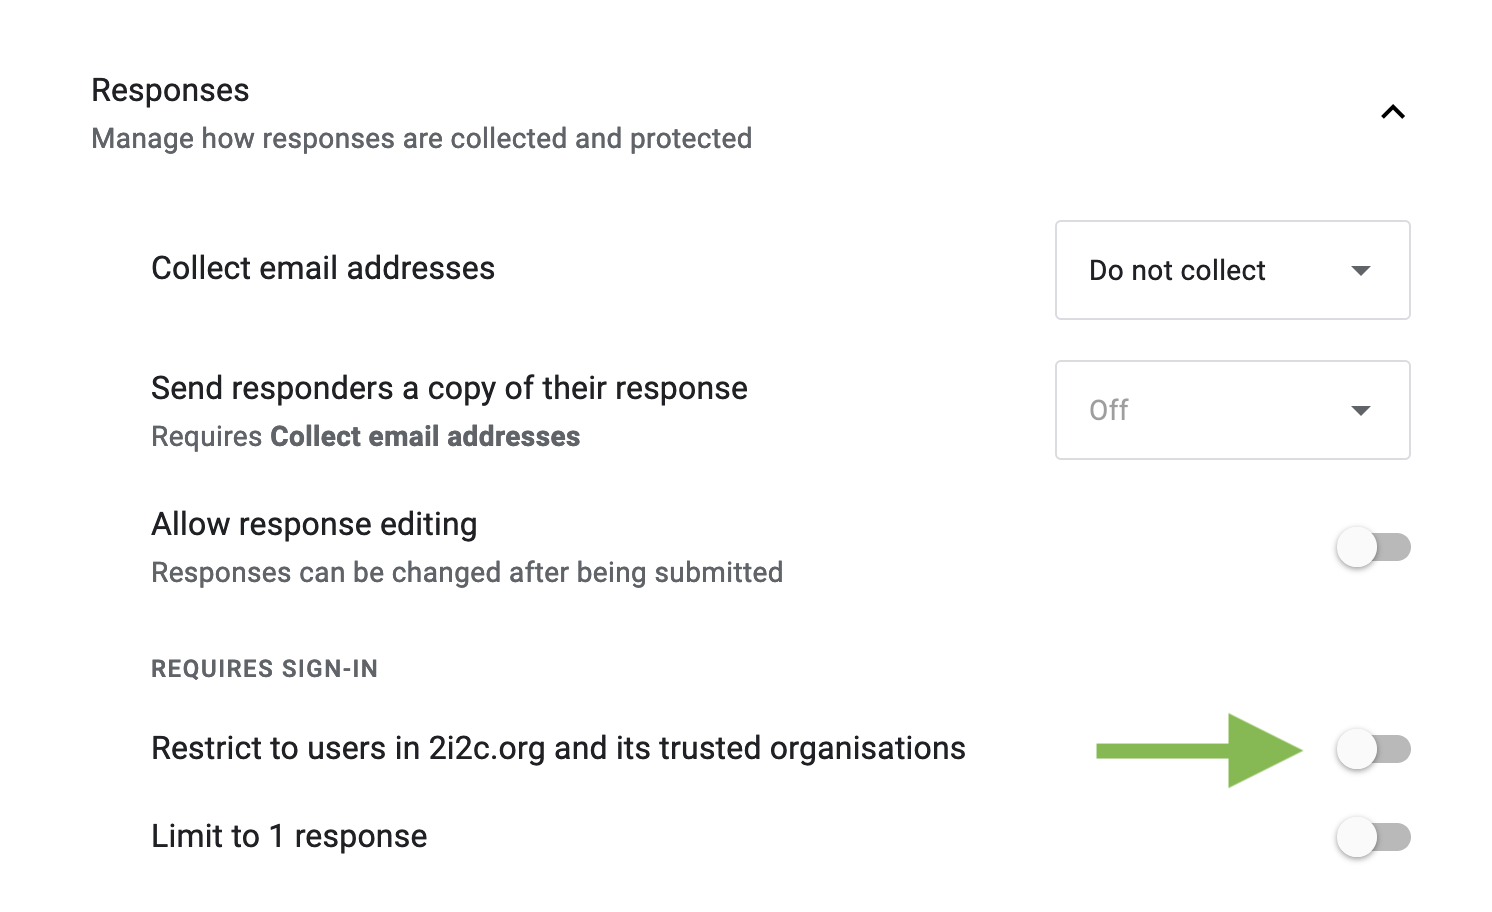 Responses
Manage how responses are collected and protected
Collect email addresses
Do not collect
Send responders a copy of their response
Requires Collect email addresses
Off
Allow response editing
Responses can be changed after being submitted
REQUIRES SIGN-IN
Restrict to users in 2i2c.org and its trusted organisations
Limit to 1 response